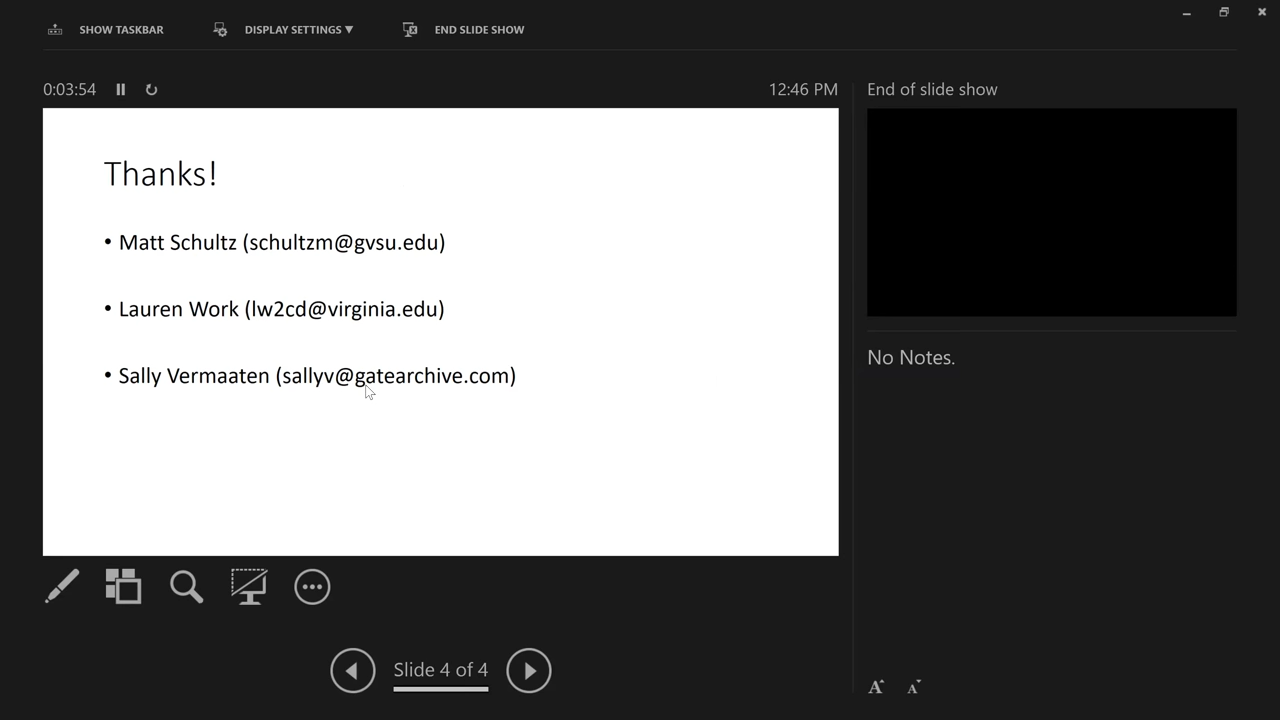 SHOW TASKBAR
DISPLAY SETTINGS ▼
END SLIDE SHOW
0:03:54
12:46 PM
End of slide show
Thanks!
• Matt Schultz (schultzm@gvsu.edu)
• Lauren Work (lw2cd@virginia.edu)
• Sally Vermaaten (sallyv@gatearchive.com)
No Notes.
Slide 4 of 4
A A